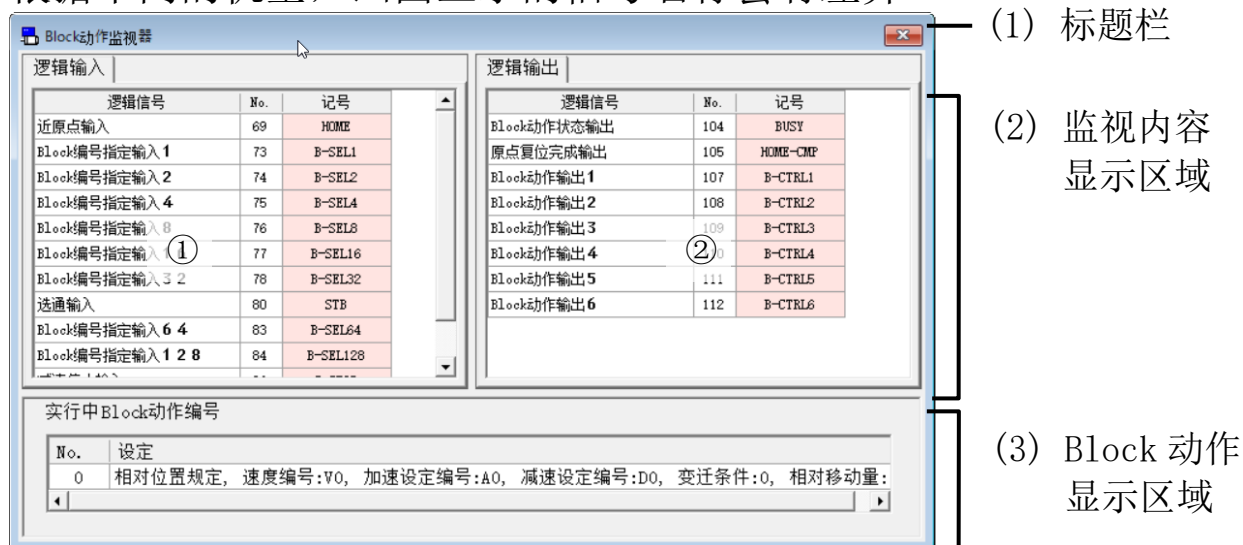 Block动作监视器
(1) 标题栏
逻辑输入
逻辑信号 No. 记号
近原点输入 69 HOME
Block编号指定输入1 73 B-SEL1
Block编号指定输入2 74 B-SEL2
Block编号指定输入4 75 B-SEL4
Block编号指定输入8 76 B-SEL8
Block编号指定输入 77 B-SEL16
①
Block编号指定输入32 78 B-SEL32
选通输入 80 STB
Block编号指定输入64 83 B-SEL64
Block编号指定输入128 84 B-SEL128
逻辑输出
逻辑信号 No. 记号
Block动作状态输出 104 BUSY
原点复位完成输出 105 HOME-CMP
Block动作输出1 107 B-CTRL1
Block动作输出2 108 B-CTRL2
Block动作输出3 109 B-CTRL3
Block动作输出4 B-CTRL4
②
Block动作输出5 111 B-CTRL5
Block动作输出6 112 B-CTRL6
(2) 监视内容
显示区域
实行中Block动作编号
No. 设定
0 相对位置规定, 速度编号:V0, 加速设定编号:A0, 减速设定编号:D0, 变迁条件:0, 相对移动量:
(3) Block 动作
显示区域